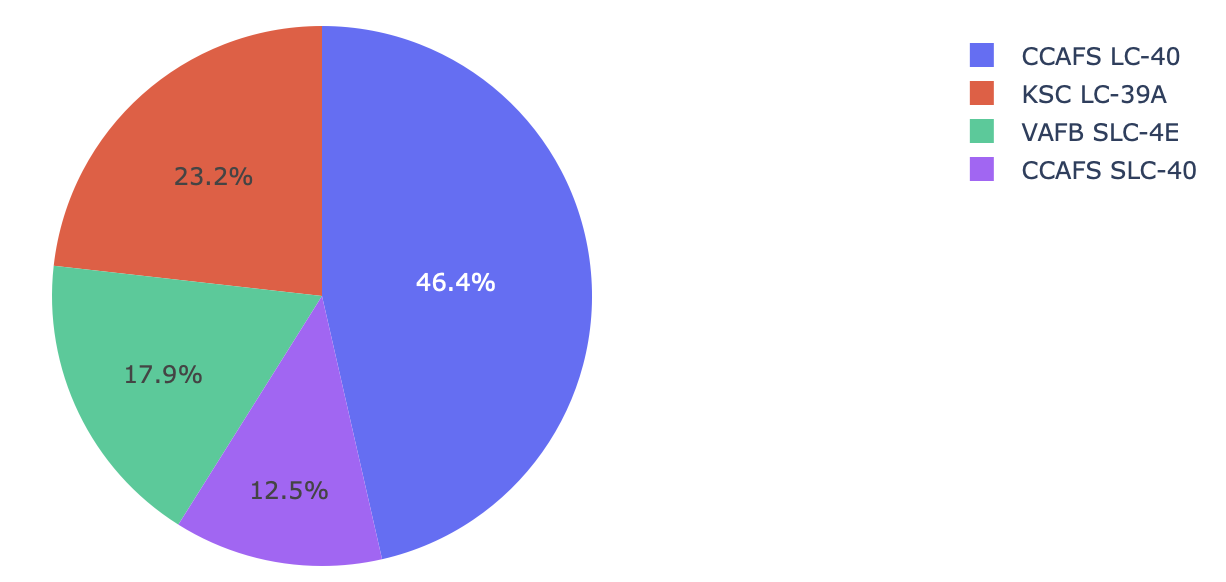 CCAFS LC-40
KSC LC-39A
VAFB SLC-4E
CCAFS SLC-40
23.2%
46.4%
17.9%
12.5%